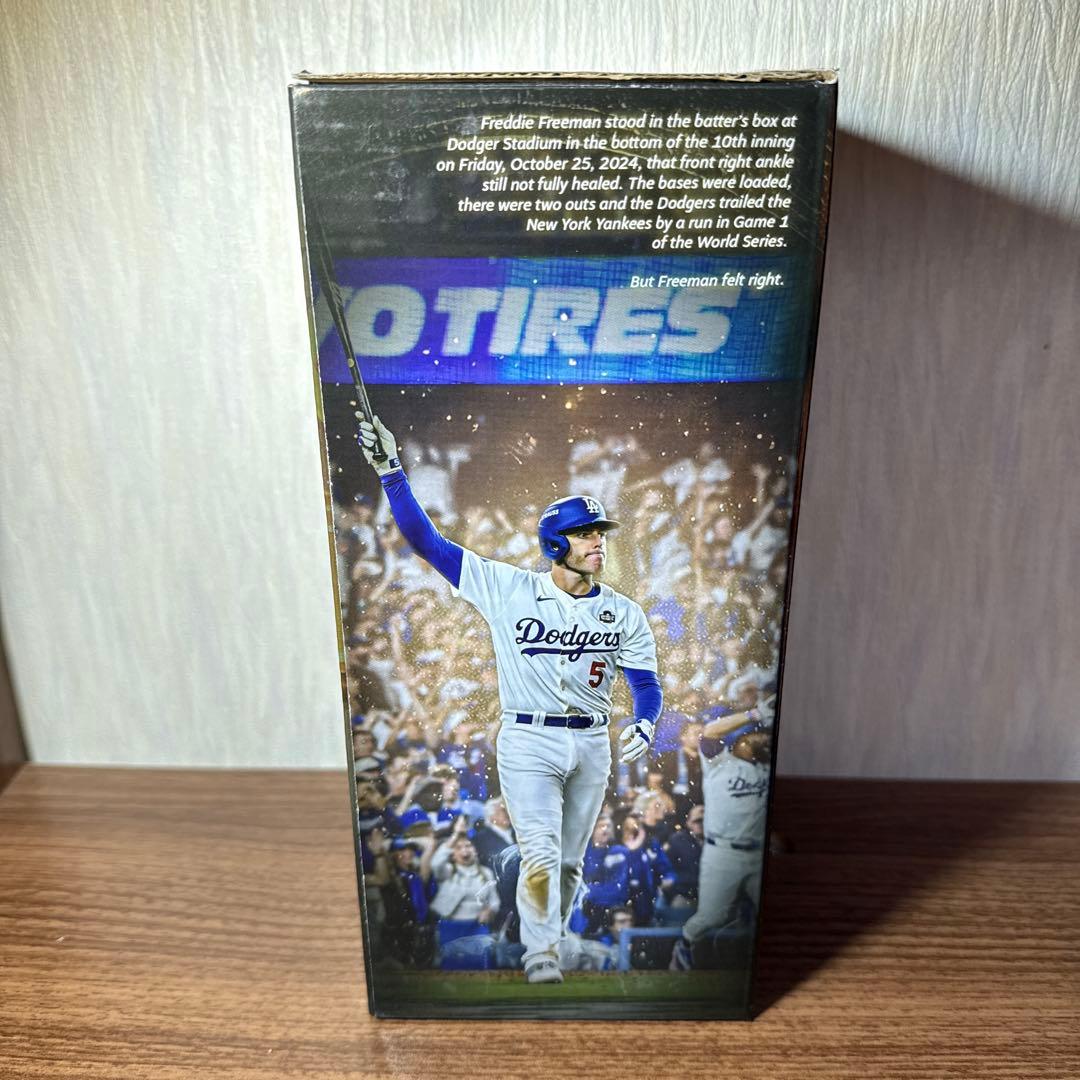 Freddie Freeman stood in the batter's box at
Dodger Stadium in the bottom of the 10th inning
on Friday, October 25, 2024, that front right ankle
still not fully healed. The bases were loaded,
there were two outs and the Dodgers trailed the
New York Yankees by a run in Game 1
of the World Series.
But Freeman felt right.
O TIRES
LA
Dodgers
5
Dod